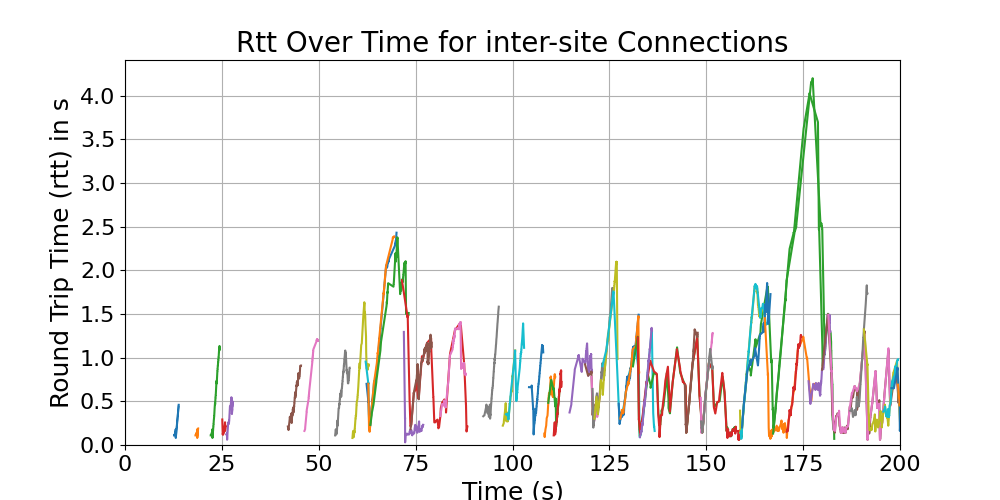 Rtt Over Time for inter-site Connections
Round Trip Time (rtt) in s
4.0
3.5
3.0
2.5
2.0
1.5
1.0
0.5
0.0
0 25 50 75 100 125 150 175 200
Time (s)